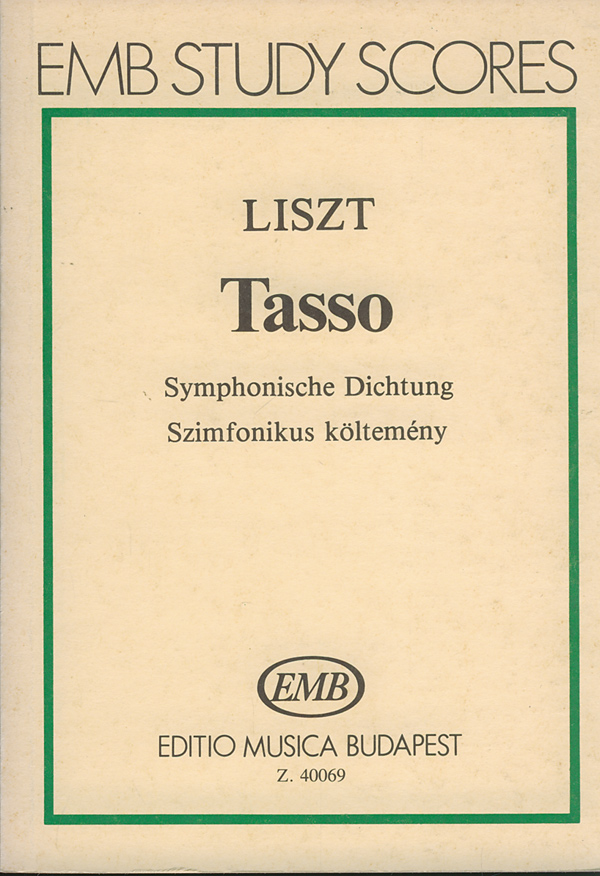 EMB STUDY SCORES
LISZT
Tasso
Symphonische Dichtung
Szimfonikus költemény
EMB
EDITIO MUSICA BUDAPEST
Z. 40069